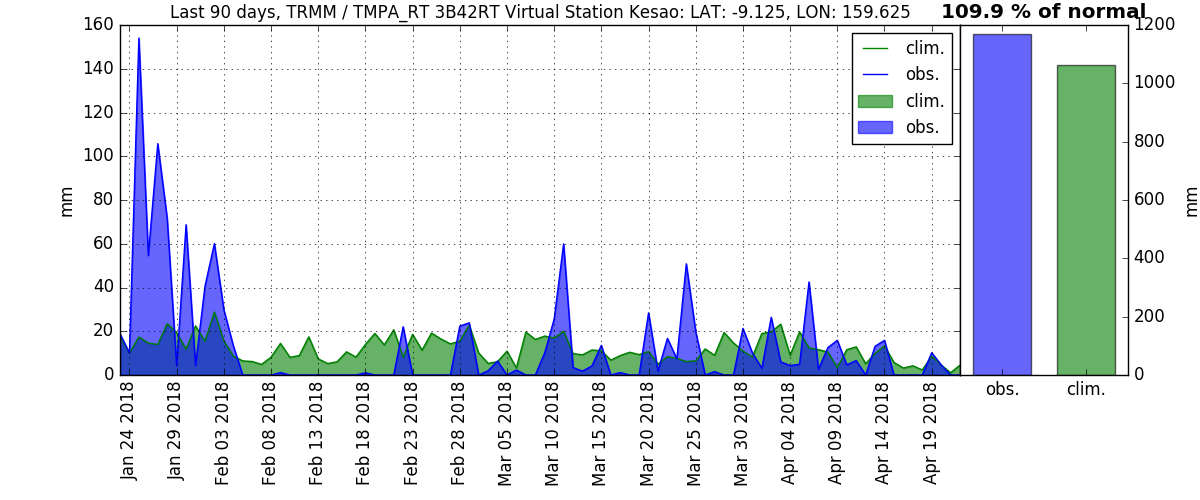 Last 90 days, TRMM / TMPA_RT 3B42RT Virtual Station Kesao: LAT: -9.125, LON: 159.625
109.9 % of normal
mm
160
140
120
100
80
60
40
20
0
clim.
obs.
clim.
obs.
Jan 24 2018
Jan 29 2018
Feb 03 2018
Feb 08 2018
Feb 13 2018
Feb 18 2018
Feb 23 2018
Feb 28 2018
Mar 05 2018
Mar 10 2018
Mar 15 2018
Mar 20 2018
Mar 25 2018
Mar 30 2018
Apr 04 2018
Apr 09 2018
Apr 14 2018
Apr 19 2018
1200
1000
800
600
400
200
0
mm
obs.
clim.